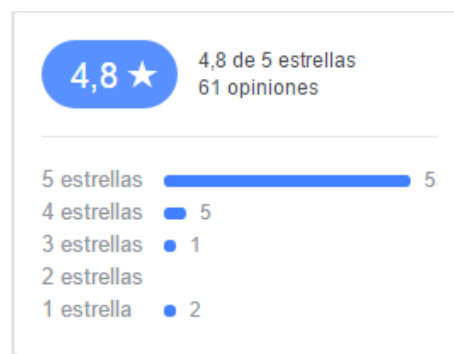 4,8 ★
4,8 de 5 estrellas
61 opiniones
5 estrellas
4 estrellas 5
3 estrellas 1
2 estrellas
1 estrella 2